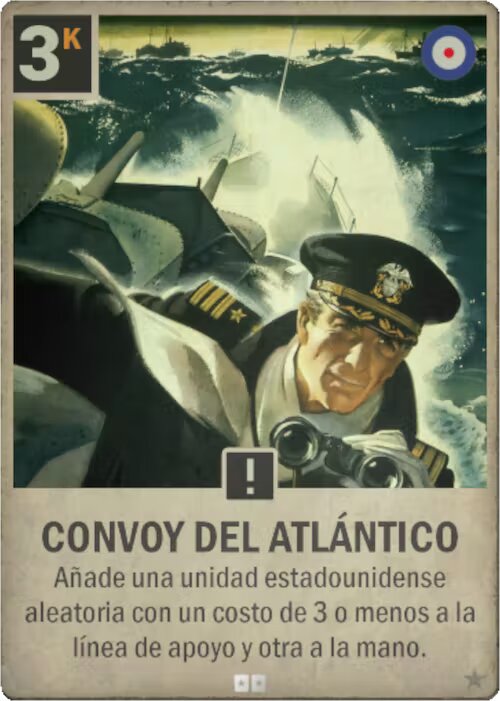 3K
!
CONVOY DEL ATLÁNTICO
Añade una unidad estadounidense
aleatoria con un costo de 3 o menos a la
línea de apoyo y otra a la mano.